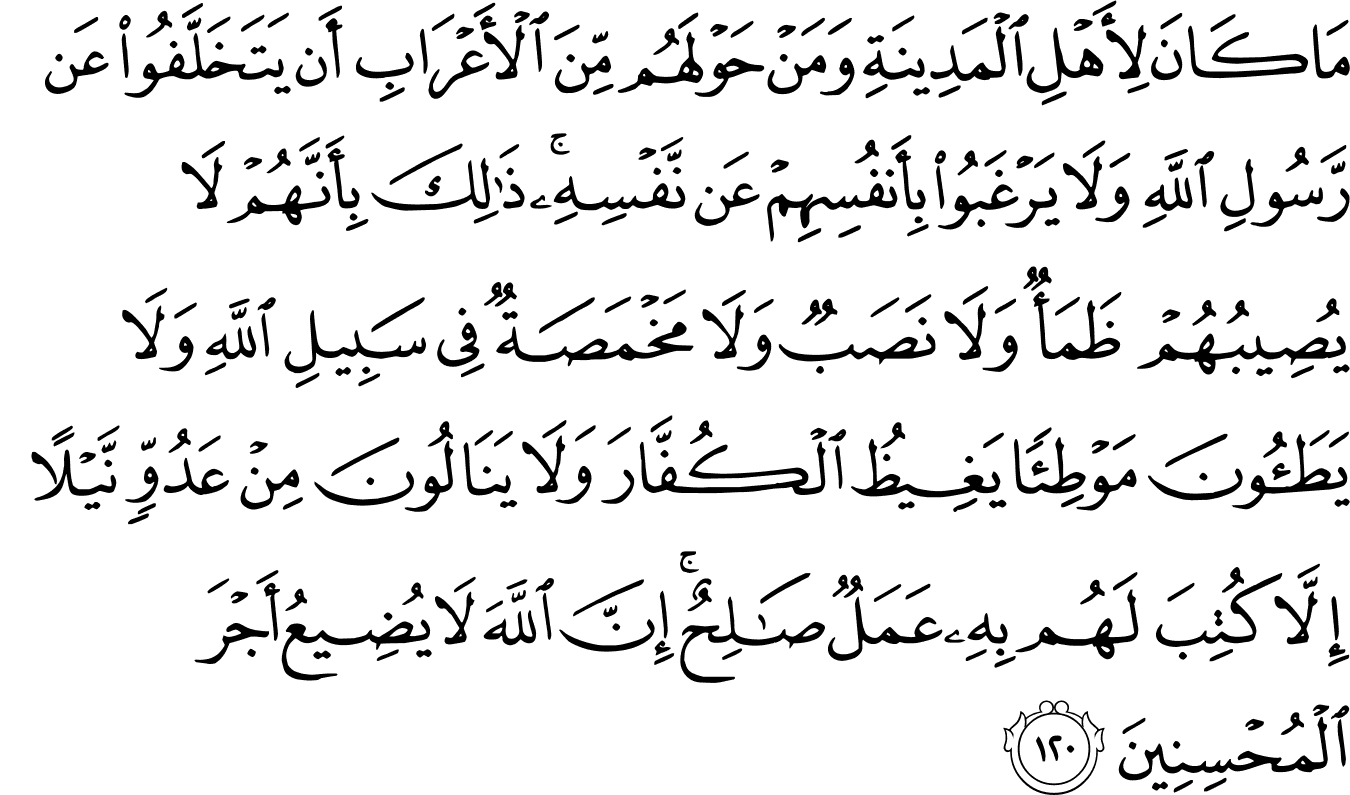 مَا كَانَ لِأَهْلِ ٱلْمَدِينَةِ وَمَنْ حَوْلَهُم مِّنَ ٱلْأَعْرَابِ أَن يَتَخَلَّفُوا۟ عَن
رَّسُولِ ٱللَّهِ وَلَا يَرْغَبُوا۟ بِأَنفُسِهِمْ عَن نَّفْسِهِۦ ۚ ذَٰلِكَ بِأَنَّهُمْ لَا
يُصِيبُهُمْ ظَمَأٌ وَلَا نَصَبٌ وَلَا مَخْمَصَةٌ فِى سَبِيلِ ٱللَّهِ وَلَا
يَطَـُٔونَ مَوْطِئًا يَغِيظُ ٱلْكُفَّارَ وَلَا يَنَالُونَ مِنْ عَدُوٍّ نَّيْلًا
إِلَّا كُتِبَ لَهُم بِهِۦ عَمَلٌ صَـٰلِحٌ ۚ إِنَّ ٱللَّهَ لَا يُضِيعُ أَجْرَ
ٱلْمُحْسِنِينَ ١٢٠